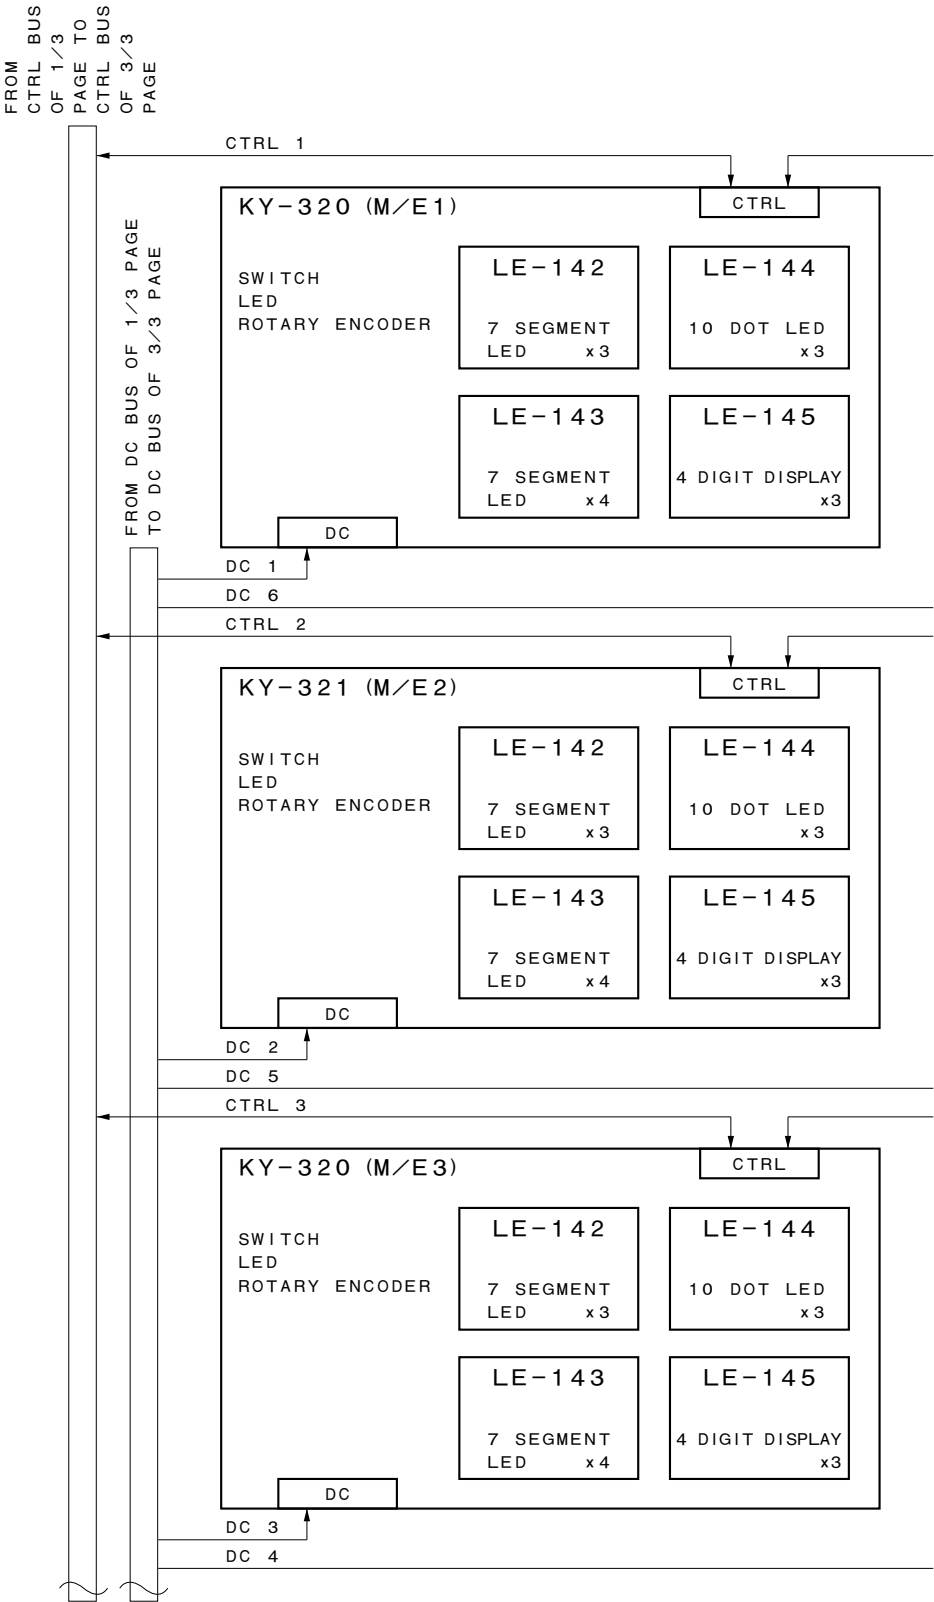 FROM
CTRL BUS
OF 1/3
PAGE TO
CTRL BUS
OF 3/3
PAGE
CTRL 1
FROM DC BUS OF 1/3 PAGE
TO DC BUS OF 3/3 PAGE
KY-320 (M/E1)
CTRL
SWITCH
LED
ROTARY ENCODER
LE-142
7 SEGMENT
LED x3
LE-144
10 DOT LED
x3
LE-143
7 SEGMENT
LED x4
LE-145
4 DIGIT DISPLAY
x3
DC
DC 1
DC 6
CTRL 2
KY-321 (M/E2)
CTRL
SWITCH
LED
ROTARY ENCODER
LE-142
7 SEGMENT
LED x3
LE-144
10 DOT LED
x3
LE-143
7 SEGMENT
LED x4
LE-145
4 DIGIT DISPLAY
x3
DC
DC 2
DC 5
CTRL 3
KY-320 (M/E3)
CTRL
SWITCH
LED
ROTARY ENCODER
LE-142
7 SEGMENT
LED x3
LE-144
10 DOT LED
x3
LE-143
7 SEGMENT
LED x4
LE-145
4 DIGIT DISPLAY
x3
DC
DC 3
DC 4